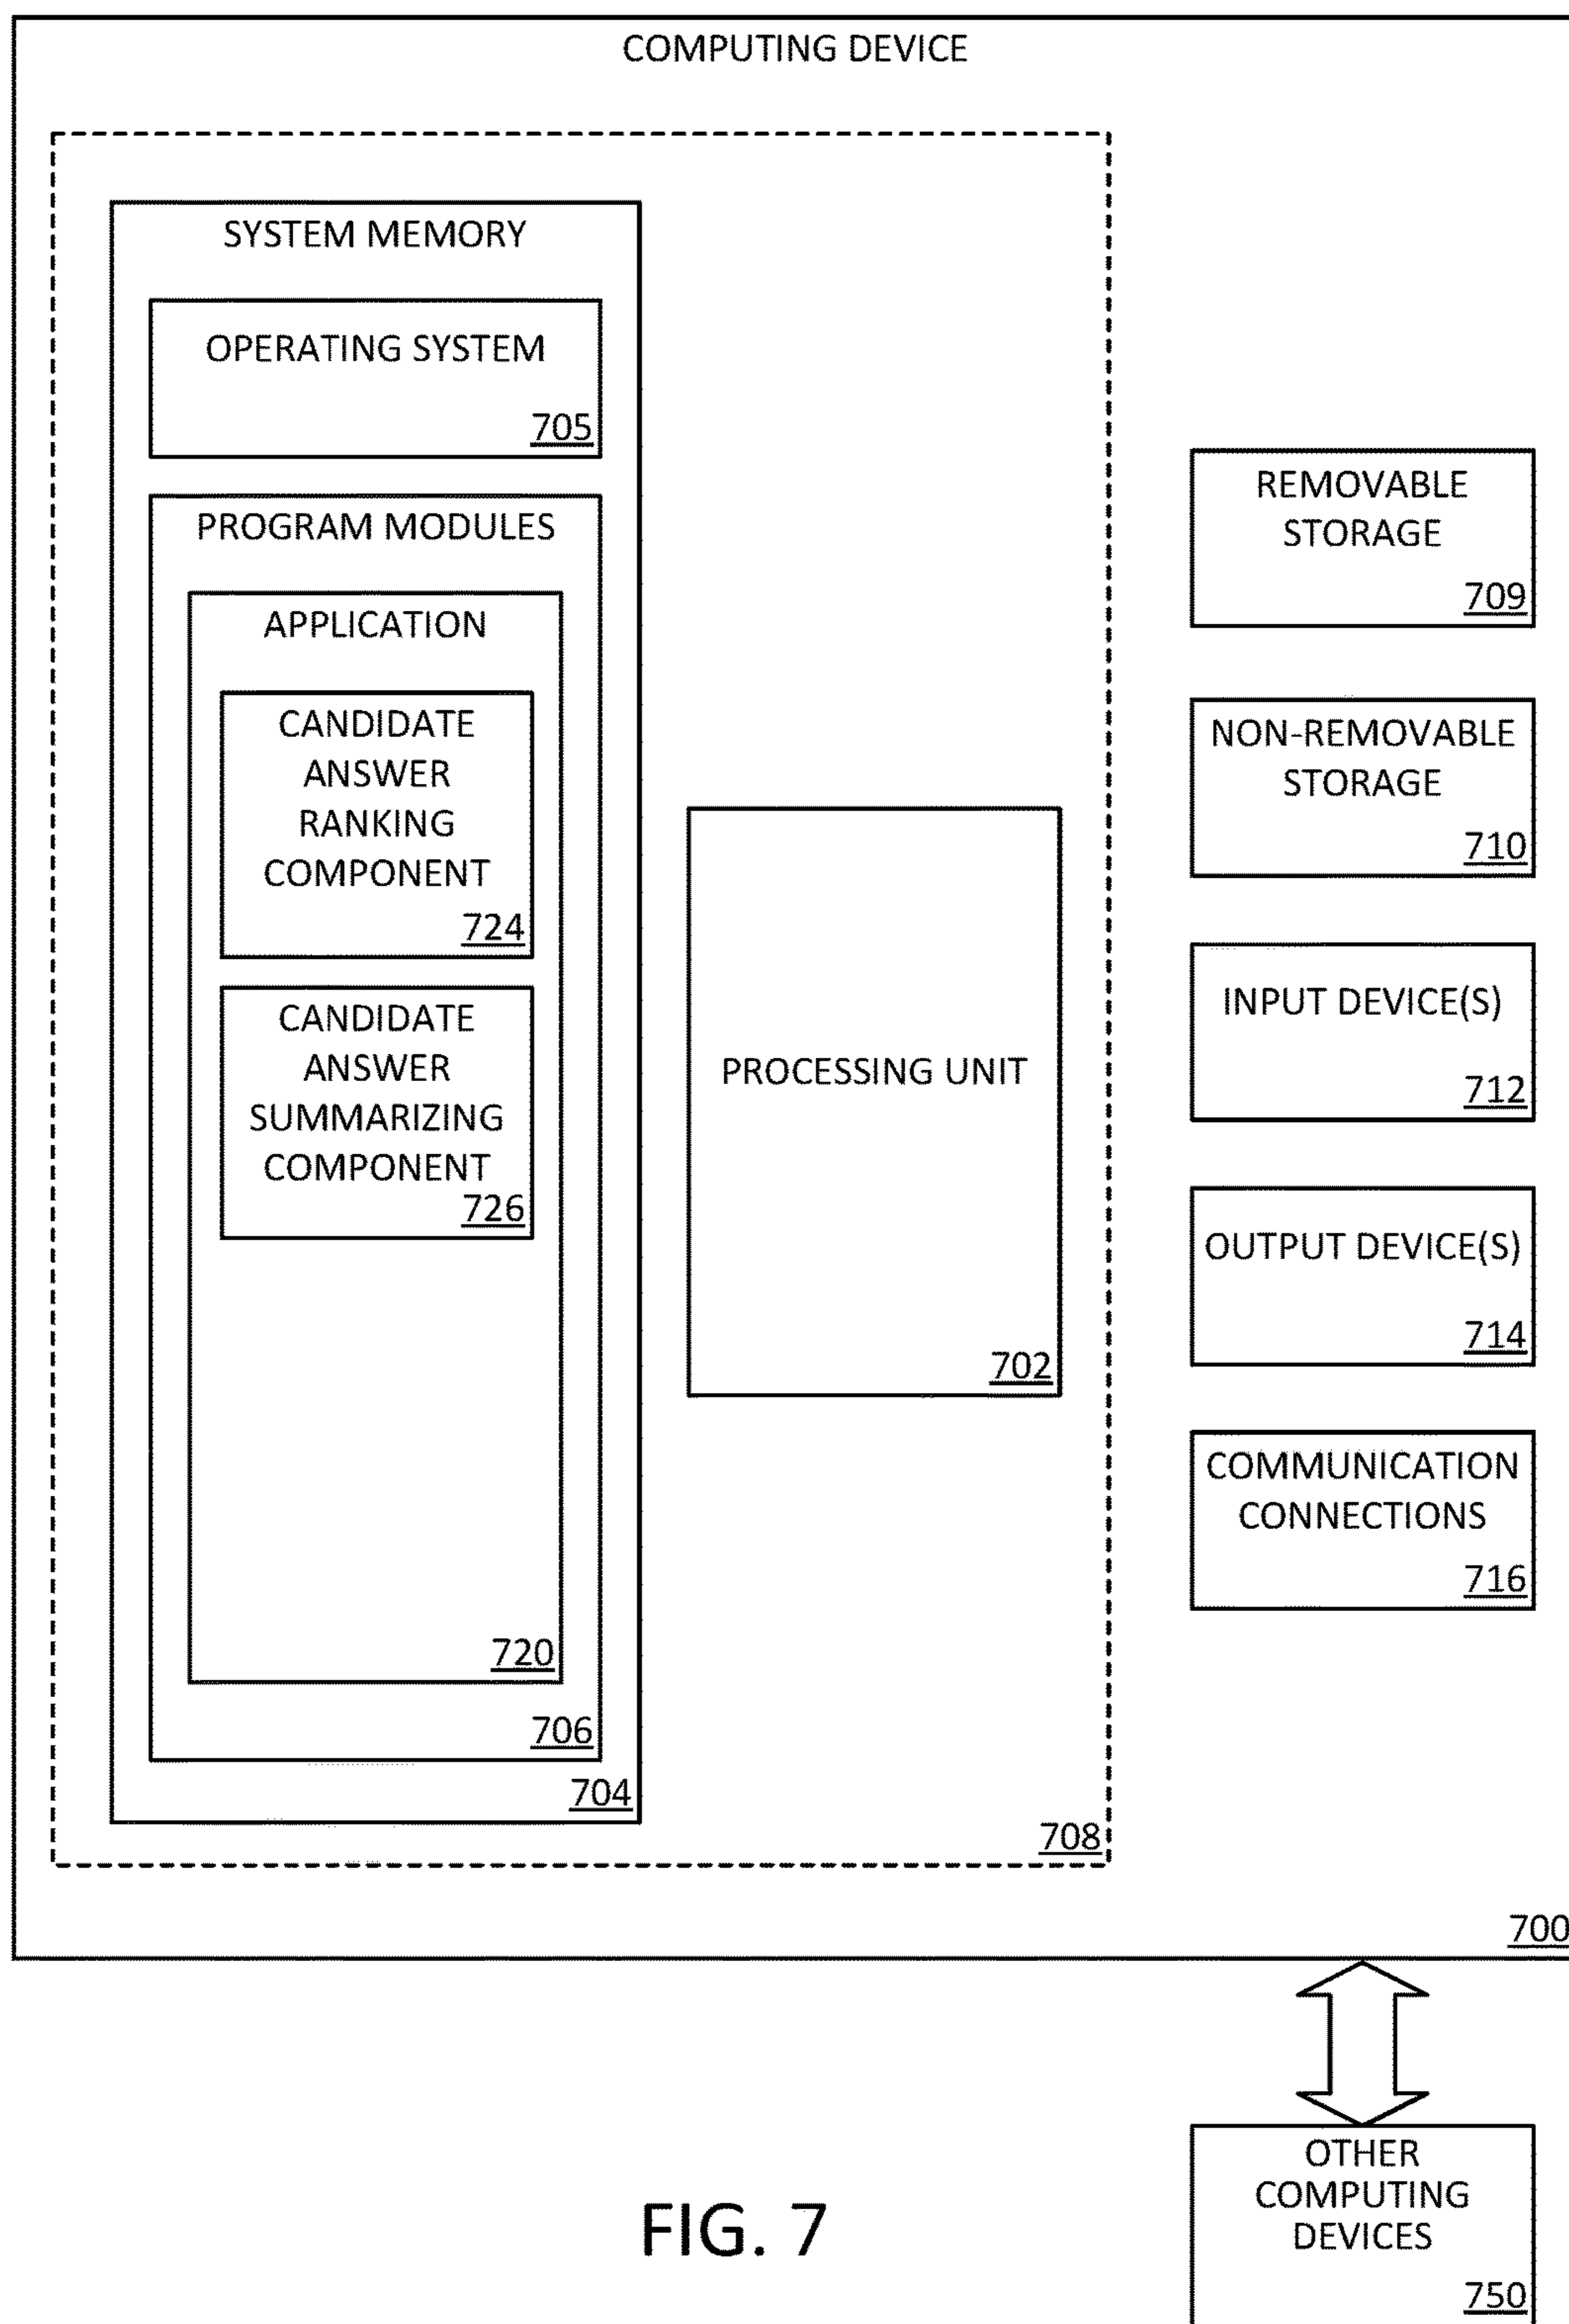 COMPUTING DEVICE
SYSTEM MEMORY
OPERATING SYSTEM
705
PROGRAM MODULES
APPLICATION
CANDIDATE
ANSWER
RANKING
COMPONENT
724
CANDIDATE
ANSWER
SUMMARIZING
COMPONENT
726
720
706
704
PROCESSING UNIT
702
708
REMOVABLE
STORAGE
709
NON-REMOVABLE
STORAGE
710
INPUT DEVICE(S)
712
OUTPUT DEVICE(S)
714
COMMUNICATION
CONNECTIONS
716
700
OTHER
COMPUTING
DEVICES
750
FIG. 7